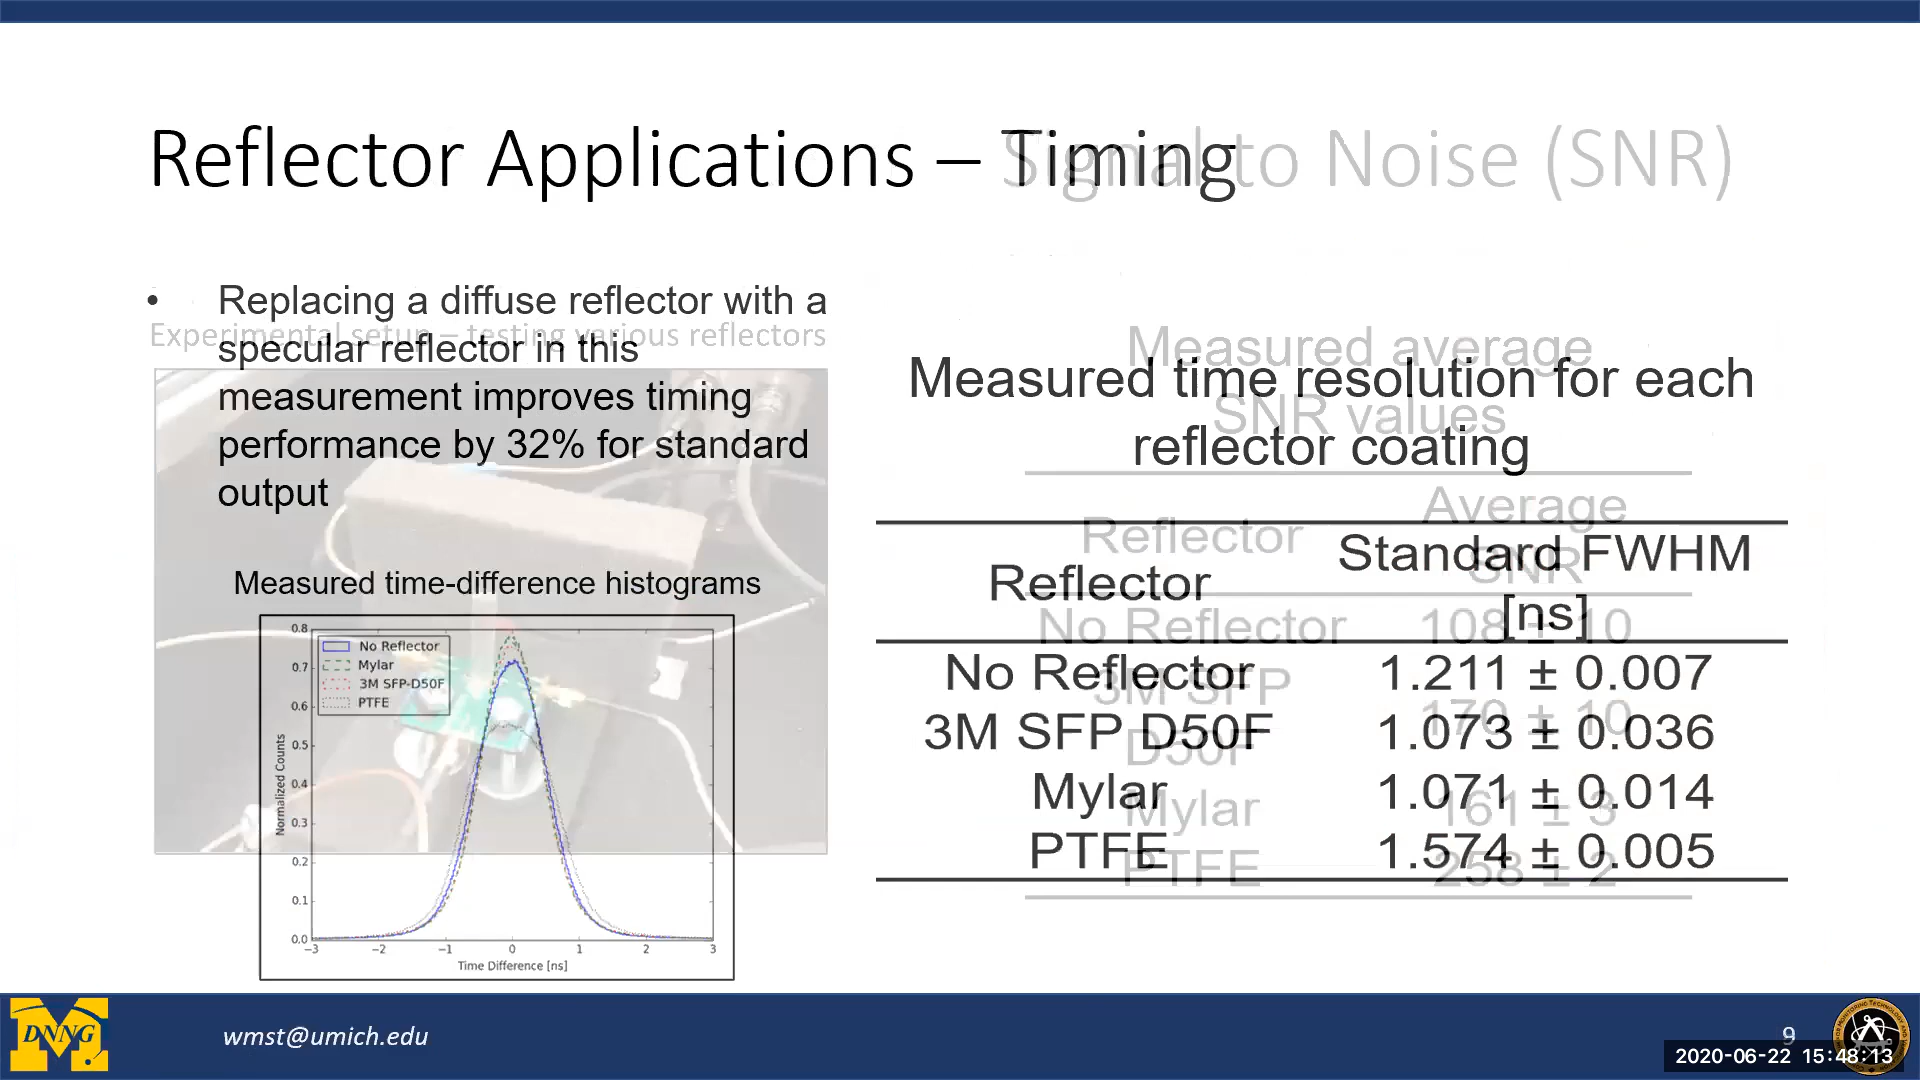 Reflector Applications – Timing
Signal to Noise (SNR)
• Replacing a diffuse reflector with a
specular reflector in this
measurement improves timing
performance by 32% for standard
output
Experimental setup – testing various reflectors
Measured time-difference histograms
0.8
0.7
0.6
0.5
0.4
0.3
0.2
0.1
0.0
Normalized Counts
No Reflector
Mylar
3M SFP-D50F
PTFE
−3 −2 −1 0 1 2 3
Time Difference [ns]
Measured time resolution for each
reflector coating
Reflector Standard FWHM
[ns]
No Reflector 1.211 ± 0.007
3M SFP D50F 1.073 ± 0.036
Mylar 1.071 ± 0.014
PTFE 1.574 ± 0.005
Measured average
SNR values
Reflector Average
SNR
No Reflector 108 ± 10
3M SFP
D50F 170 ± 10
Mylar 161 ± 3
PTFE 258 ± 2
DNNG
wmst@umich.edu
9
2020-06-22 15:48:13